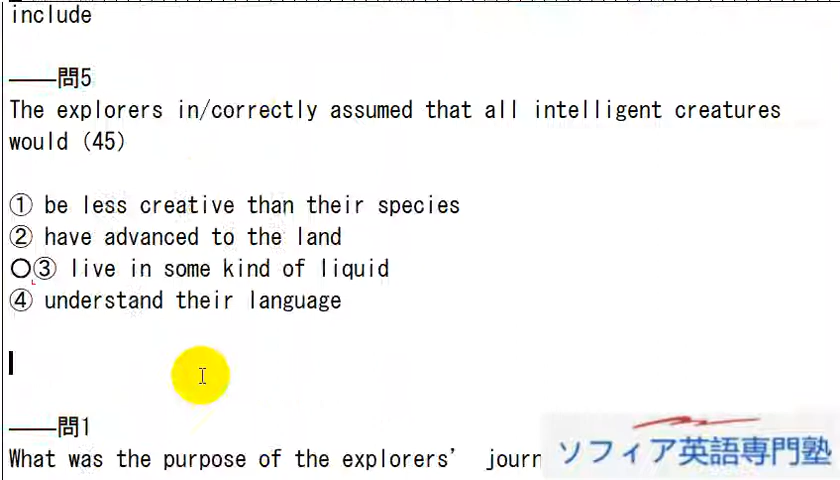 include
——問5
The explorers in/correctly assumed that all intelligent creatures
would (45)
① be less creative than their species
② have advanced to the land
○③ live in some kind of liquid
④ understand their language
——問1
What was the purpose of the explorers’ journ
ソフィア英語専門塾